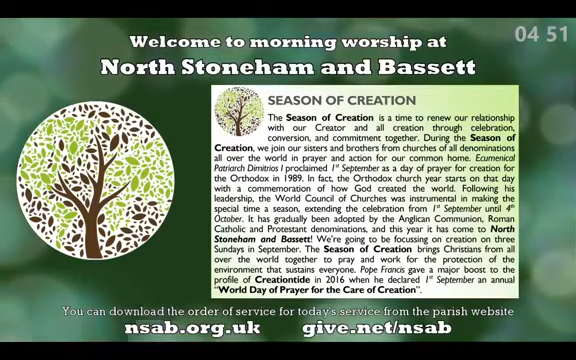 04 51
Welcome to morning worship at
North Stoneham and Bassett
SEASON OF CREATION
The Season of Creation is a time to renew our relationship
with our Creator and all creation through celebration,
conversion, and commitment together. During the Season of
Creation, we join our sisters and brothers from churches of all denominations
all over the world in prayer and action for our common home. Ecumenical
Patriarch Dimitrios I proclaimed 1st September as a day of prayer for creation
for the Orthodox in 1989. In fact, the Orthodox church year starts on that day
with a commemoration of how God created the world. Following his
leadership, the World Council of Churches was instrumental in making the
special time a season, extending the celebration from 1st September until 4th
October. It has gradually been adopted by the Anglican Communion, Roman
Catholic and Protestant denominations, and this year it has come to North
Stoneham and Bassett! We're going to be focussing on creation on three
Sundays in September. The Season of Creation brings Christians from all
over the world together to pray and work for the protection of the
environment that sustains everyone. Pope Francis gave a major boost to the
profile of Creationtide in 2016 when he declared 1st September an annual
"World Day of Prayer for the Care of Creation".
You can download the order of service for today's service from the parish website
nsab.org.uk give.net/nsab